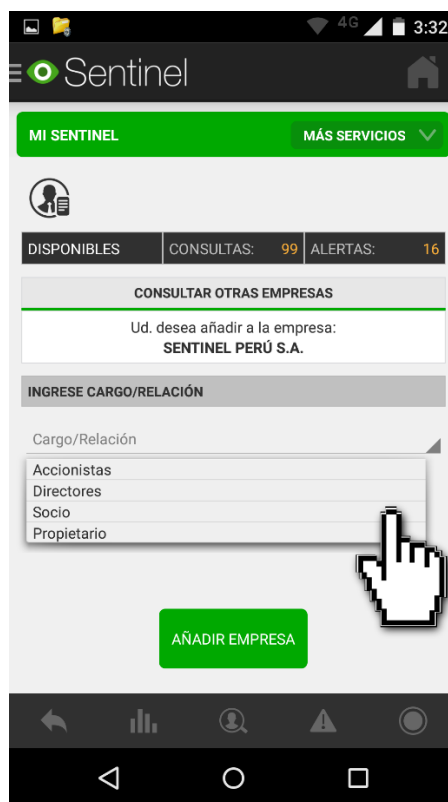 4G 3:32
Sentinel
MI SENTINEL MÁS SERVICIOS
DISPONIBLES CONSULTAS: 99 ALERTAS: 16
CONSULTAR OTRAS EMPRESAS
Ud. desea añadir a la empresa:
SENTINEL PERÚ S.A.
INGRESE CARGO/RELACIÓN
Cargo/Relación
Accionistas
Directores
Socio
Propietario
AÑADIR EMPRESA